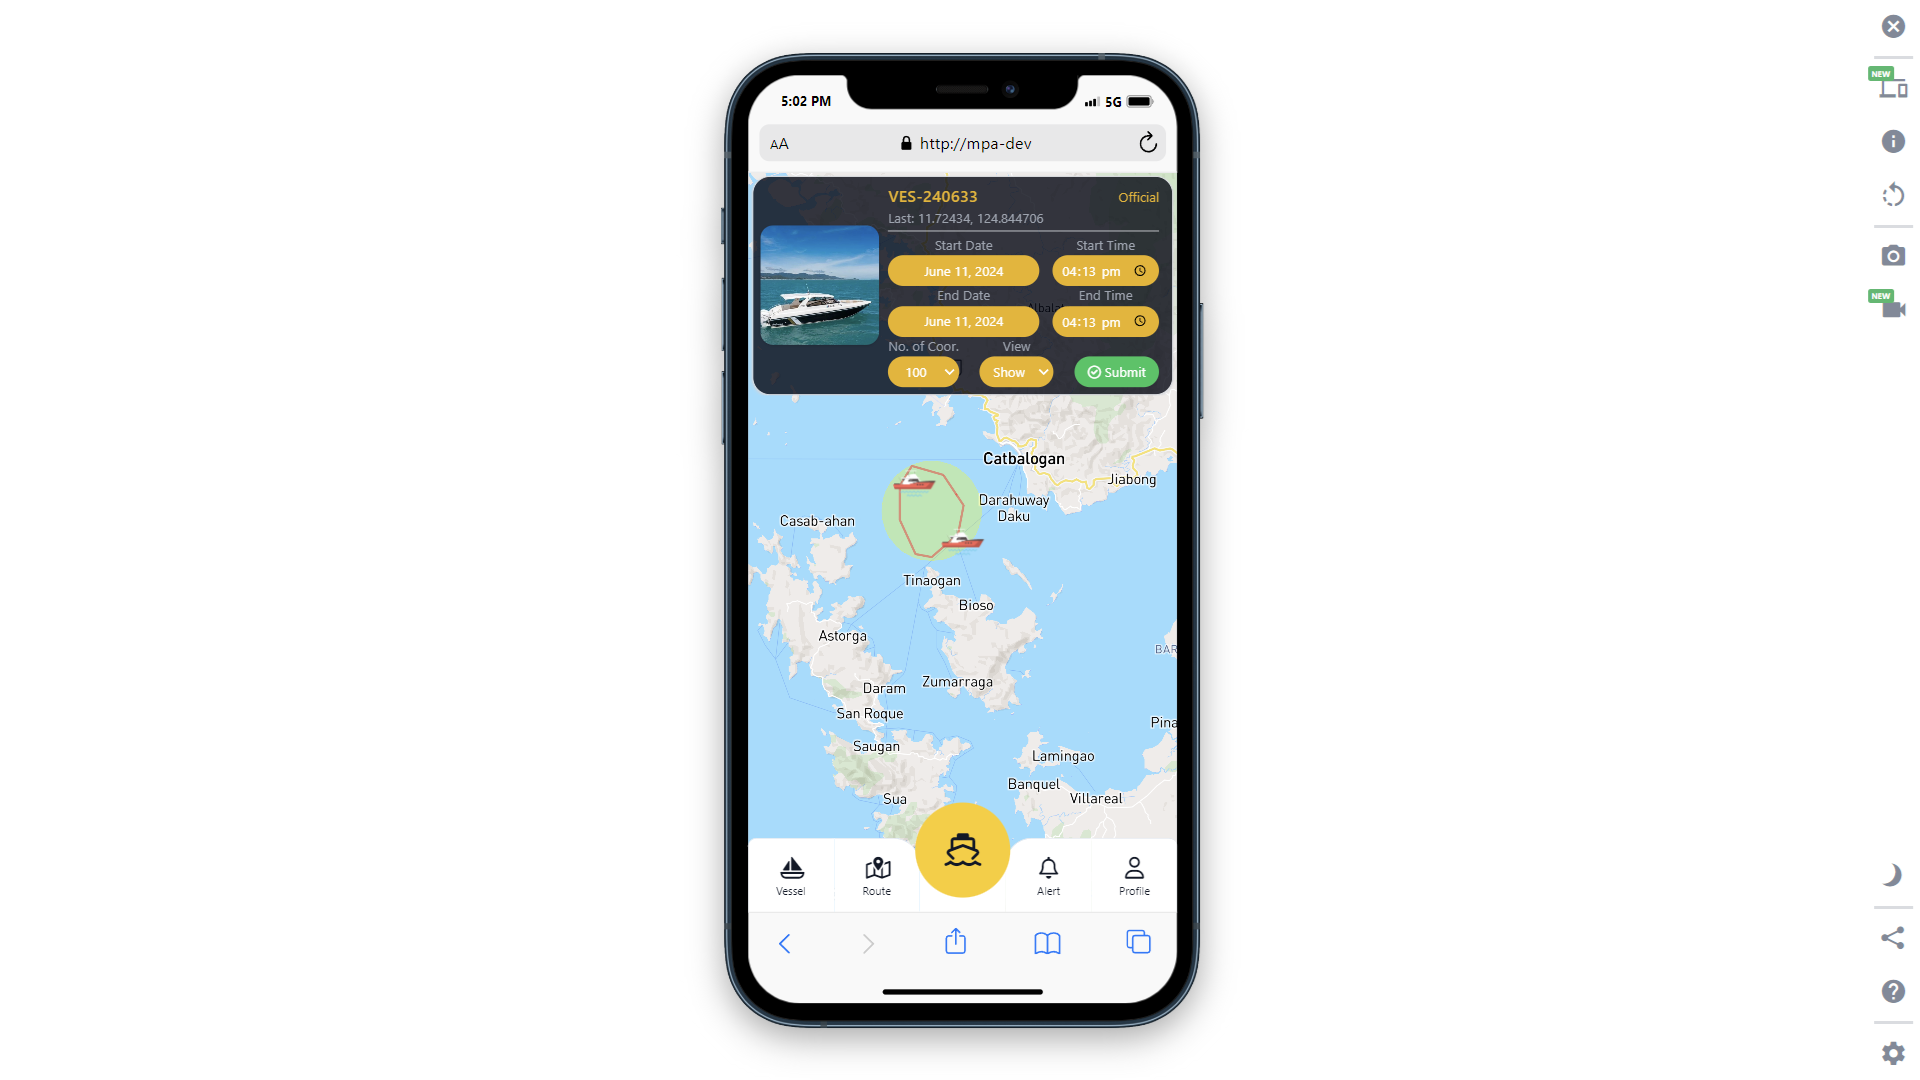 5:02 PM
5G
AA
http://mpa-dev
VES-240633
Official
Last: 11.72434, 124.844706
Start Date
Start Time
June 11, 2024
04:13 pm
End Date
End Time
June 11, 2024
04:13 pm
No. of Coor.
View
100
Show
Submit
Catbalogan
Jiabong
Darahuway
Daku
Casab-ahan
Tinaogan
Bioso
Astorga
BAR
Zumarraga
Daram
San Roque
Pina
Saugan
Lamingao
Banquel
Villareal
Sua
Vessel
Route
Alert
Profile
NEW
NEW